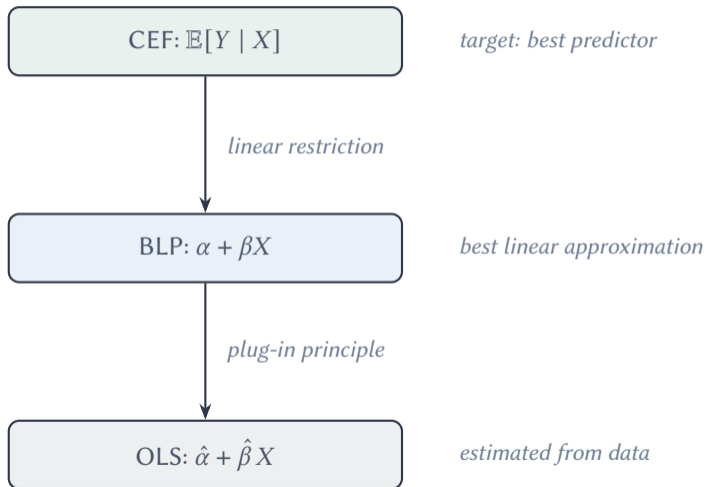 CEF: 𝔼[Y | X]
target: best predictor
linear restriction
BLP: α + βX
best linear approximation
plug-in principle
OLS: α̂ + β̂X
estimated from data